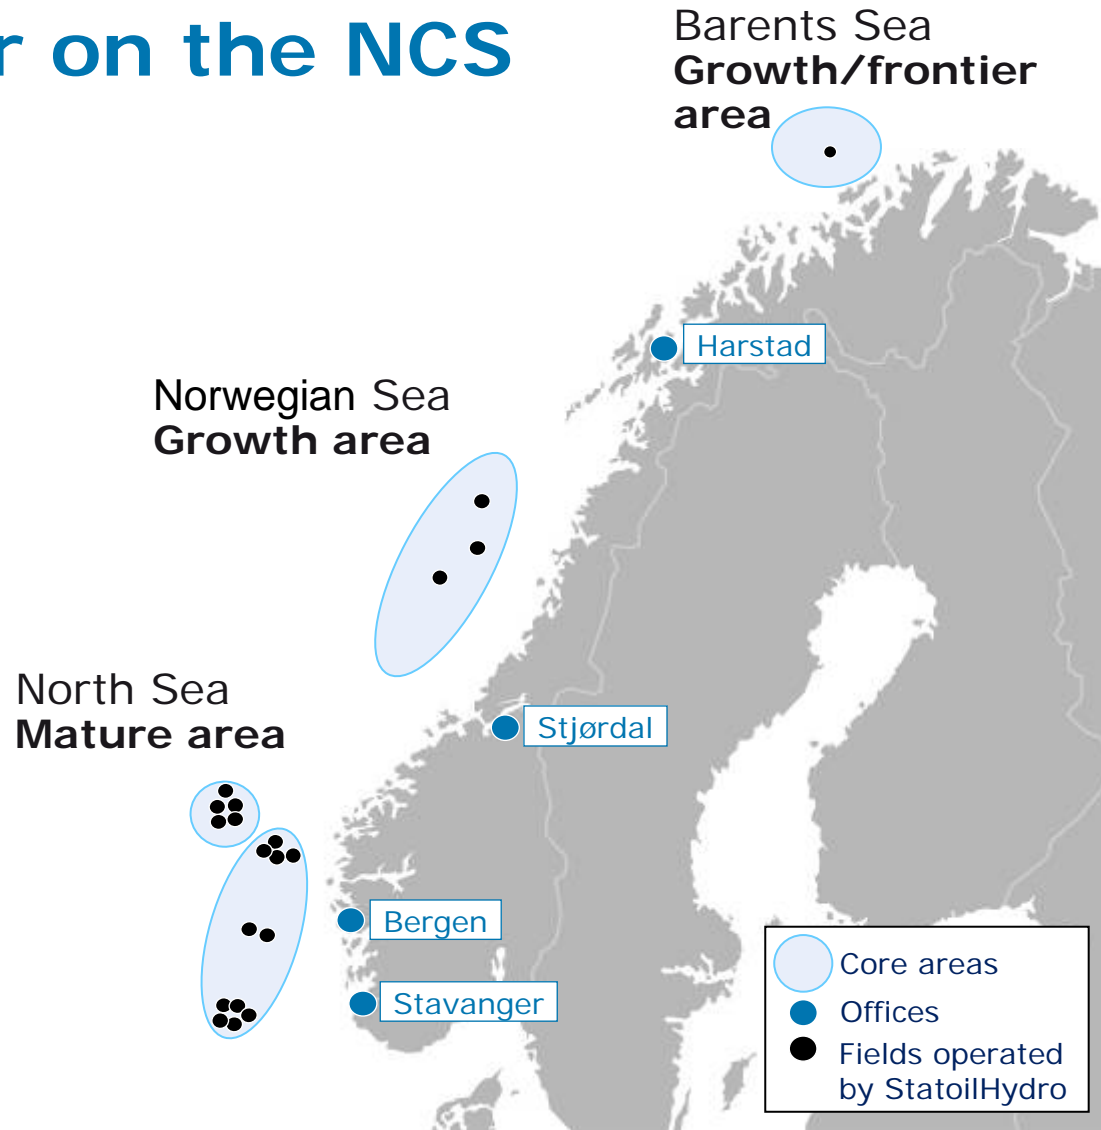 r on the NCS
Barents Sea
Growth/frontier
area
Harstad
Norwegian Sea
Growth area
North Sea
Mature area
Stjørdal
Bergen
Stavanger
Core areas
Offices
Fields operated
by StatoilHydro